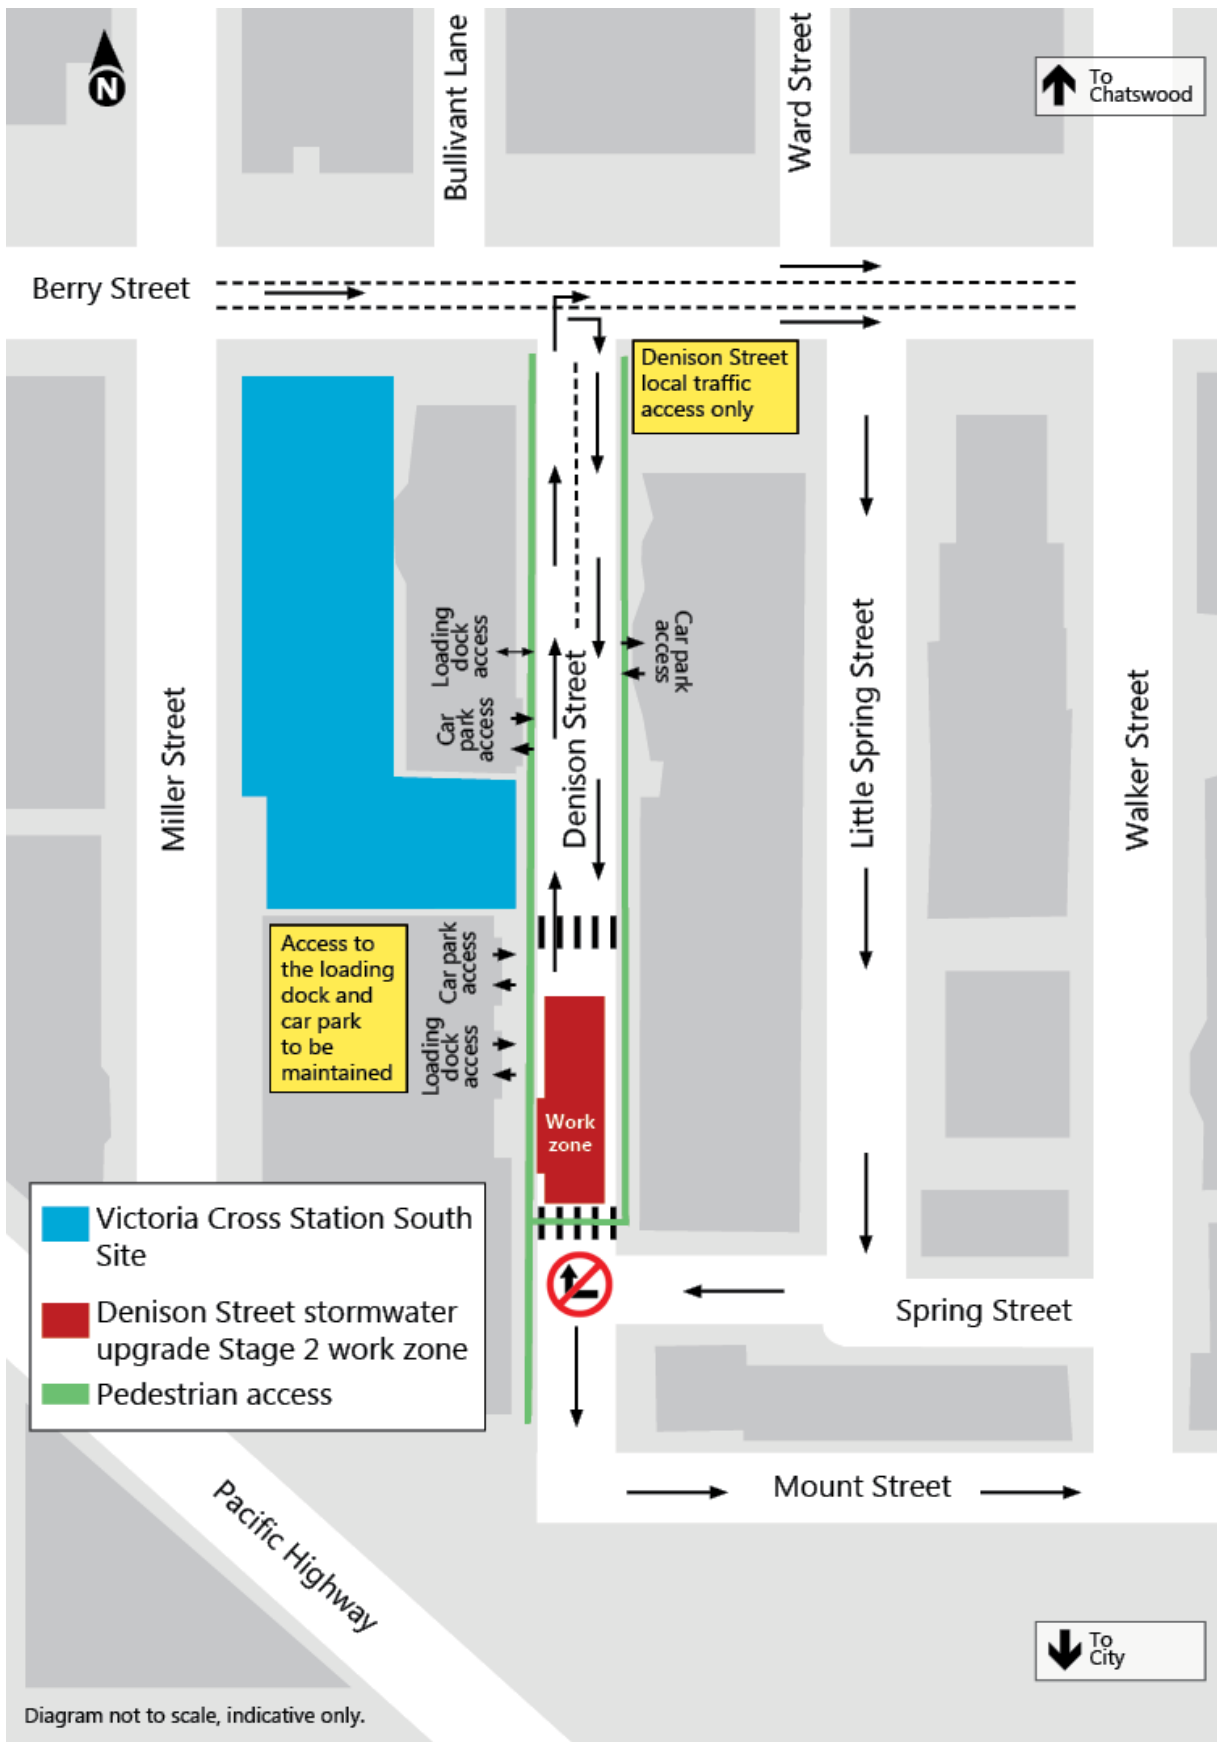 N
Bullivant Lane
Ward Street
To
Chatswood
Berry Street
Denison Street
local traffic
access only
Loading
dock
access
Car park
access
Car
park
access
Denison Street
Miller Street
Little Spring Street
Walker Street
Access to
the loading
dock and
car park
to be
maintained
Car park
access
Loading
dock
access
Work
zone
Victoria Cross Station South
Site
Denison Street stormwater
upgrade Stage 2 work zone
Pedestrian access
Spring Street
Mount Street
Pacific Highway
To
City
Diagram not to scale, indicative only.